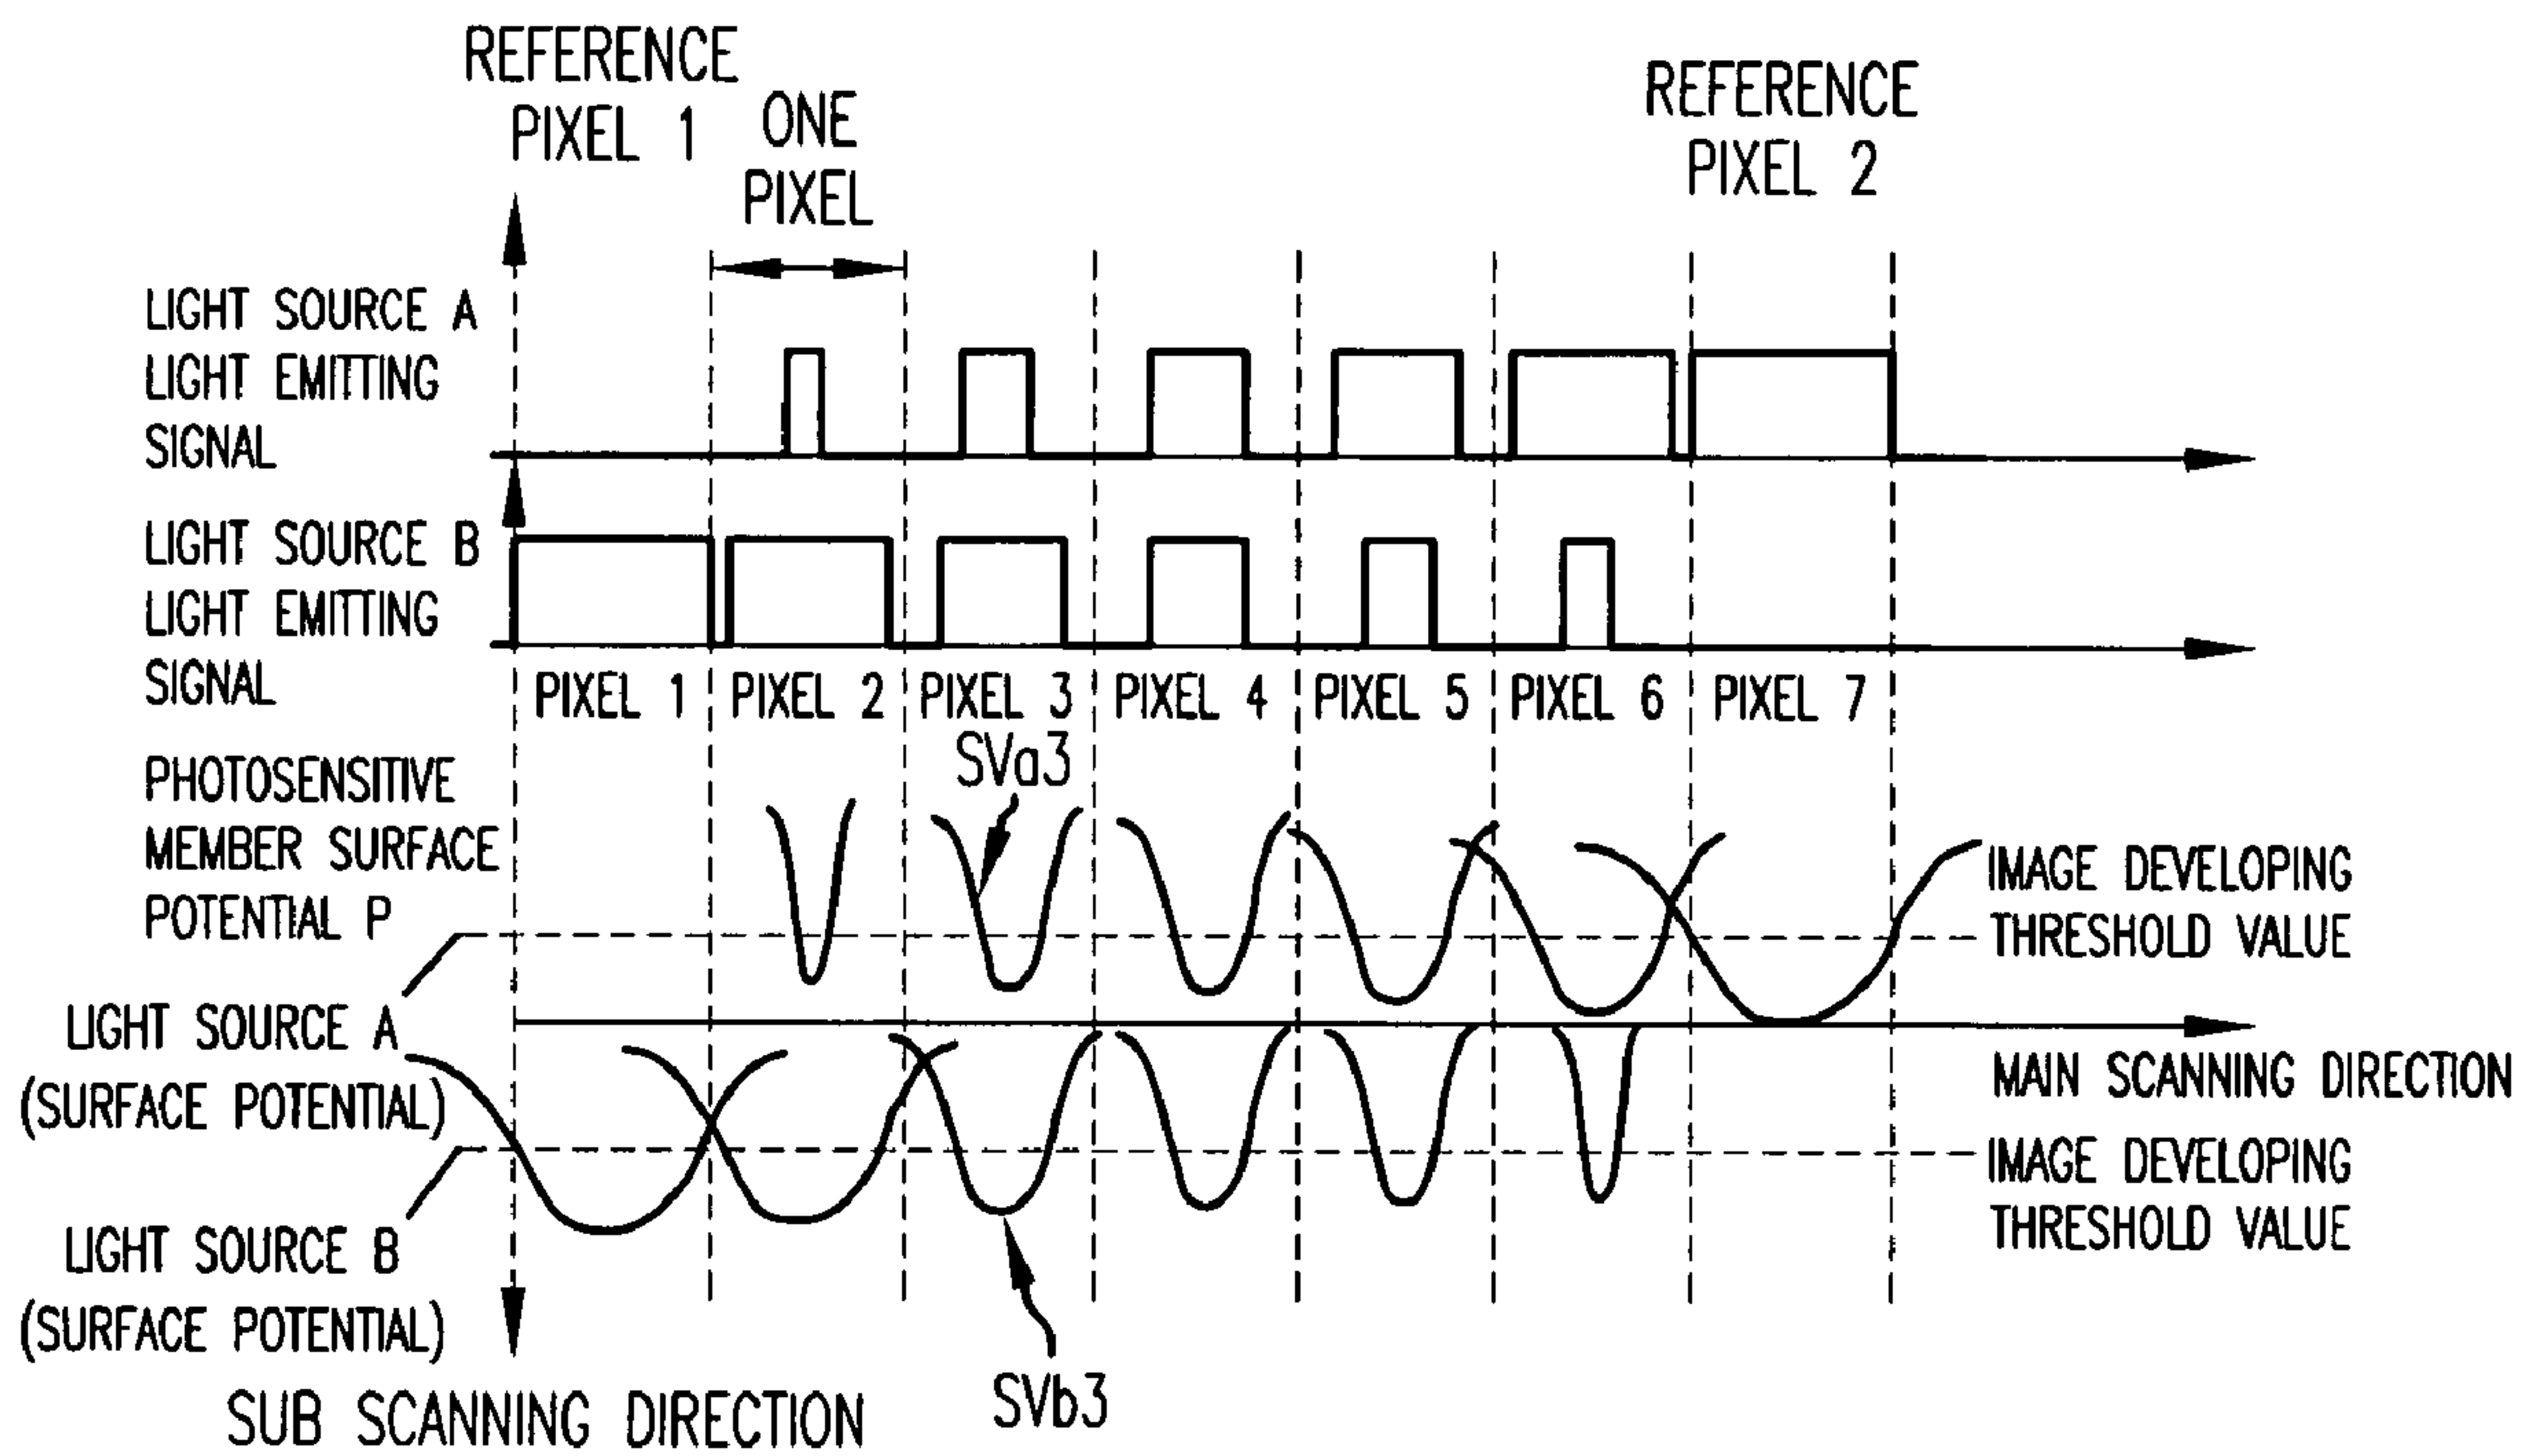 REFERENCE
PIXEL 1
ONE
PIXEL
REFERENCE
PIXEL 2
LIGHT SOURCE A
LIGHT EMITTING
SIGNAL
LIGHT SOURCE B
LIGHT EMITTING
SIGNAL
PIXEL 1 PIXEL 2 PIXEL 3 PIXEL 4 PIXEL 5 PIXEL 6 PIXEL 7
SVa3
PHOTOSENSITIVE
MEMBER SURFACE
POTENTIAL P
IMAGE DEVELOPING
THRESHOLD VALUE
LIGHT SOURCE A
(SURFACE POTENTIAL)
MAIN SCANNING DIRECTION
IMAGE DEVELOPING
THRESHOLD VALUE
LIGHT SOURCE B
(SURFACE POTENTIAL)
SVb3
SUB SCANNING DIRECTION